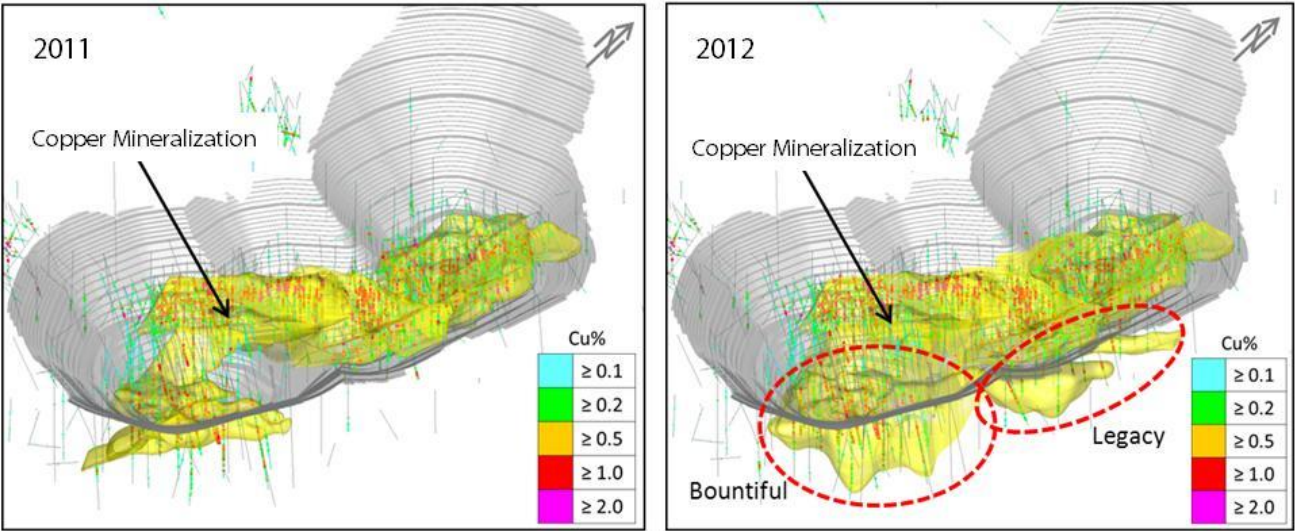 2011
N
Copper Mineralization
Cu%
≥ 0.1
≥ 0.2
≥ 0.5
≥ 1.0
≥ 2.0
2012
N
Copper Mineralization
Cu%
≥ 0.1
≥ 0.2
≥ 0.5
≥ 1.0
≥ 2.0
Legacy
Bountiful